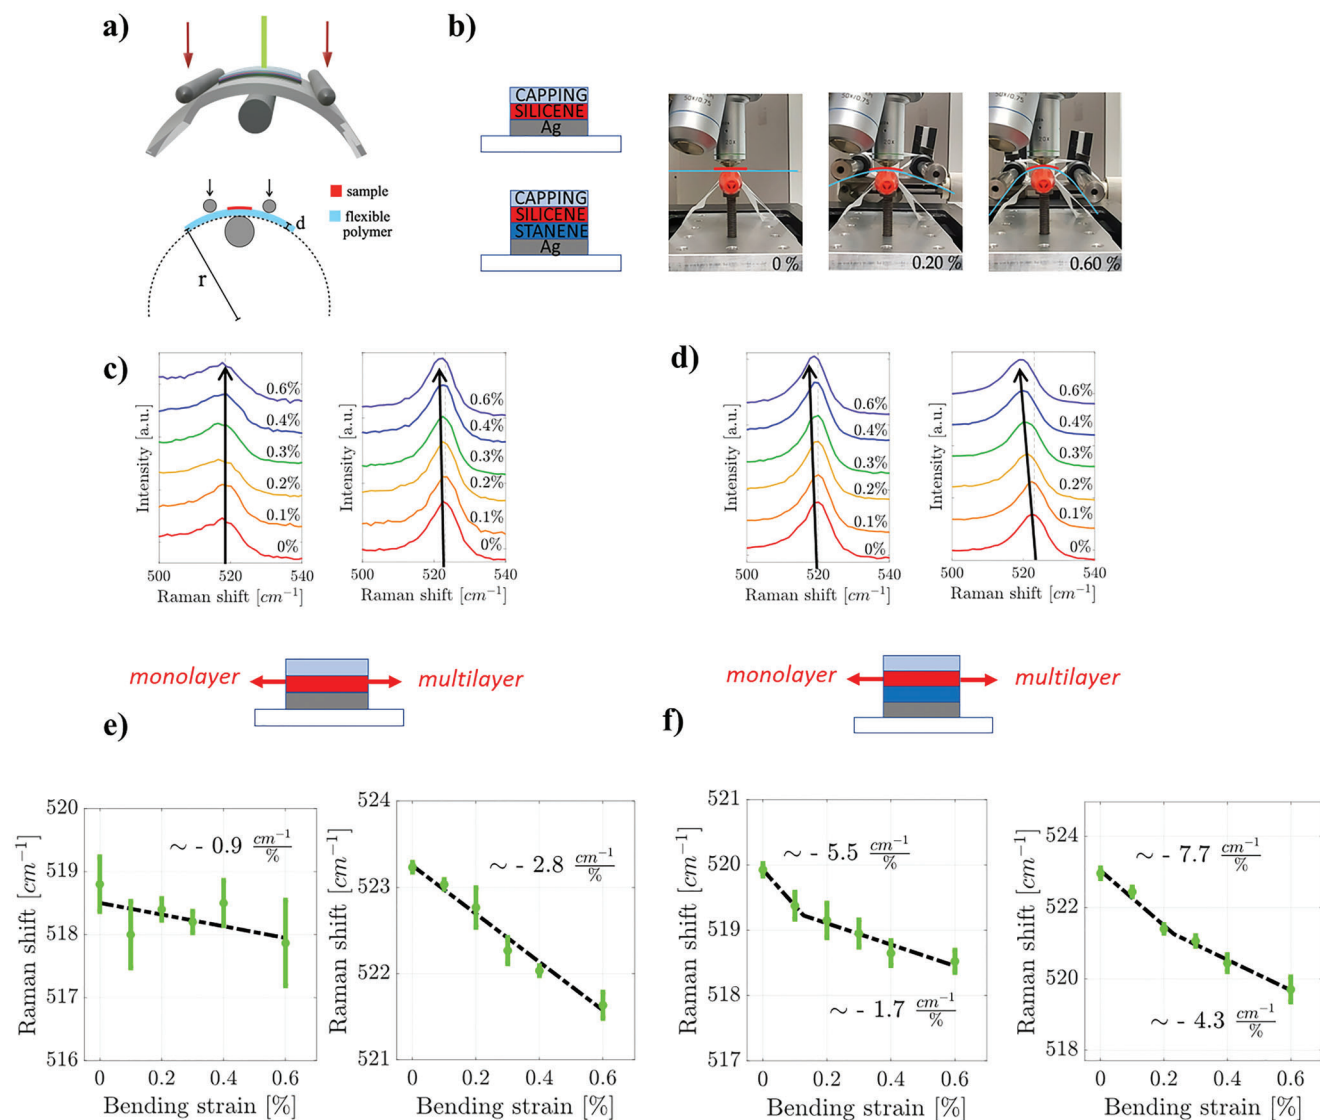 a)
sample
flexible
polymer
d
r
b)
CAPPING
SILICENE
Ag
CAPPING
SILICENE
STANENE
Ag
50x/0.75
0 %
0.20 %
0.60 %
c)
Intensity [a.u.]
0.6%
0.4%
0.3%
0.2%
0.1%
0%
500 520 540
Raman shift [cm⁻¹]
0.6%
0.4%
0.3%
0.2%
0.1%
0%
500 520 540
Raman shift [cm⁻¹]
d)
Intensity [a.u.]
0.6%
0.4%
0.3%
0.2%
0.1%
0%
500 520 540
Raman shift [cm⁻¹]
0.6%
0.4%
0.3%
0.2%
0.1%
0%
500 520 540
Raman shift [cm⁻¹]
monolayer
multilayer
monolayer
multilayer
e)
Raman shift [cm⁻¹]
520
519
518
517
516
~ - 0.9 cm⁻¹/%
0 0.2 0.4 0.6
Bending strain [%]
Raman shift [cm⁻¹]
524
523
522
521
~ - 2.8 cm⁻¹/%
0 0.2 0.4 0.6
Bending strain [%]
f)
Raman shift [cm⁻¹]
521
520
519
518
517
~ - 5.5 cm⁻¹/%
~ - 1.7 cm⁻¹/%
0 0.2 0.4 0.6
Bending strain [%]
Raman shift [cm⁻¹]
524
522
520
518
~ - 7.7 cm⁻¹/%
~ - 4.3 cm⁻¹/%
0 0.2 0.4 0.6
Bending strain [%]